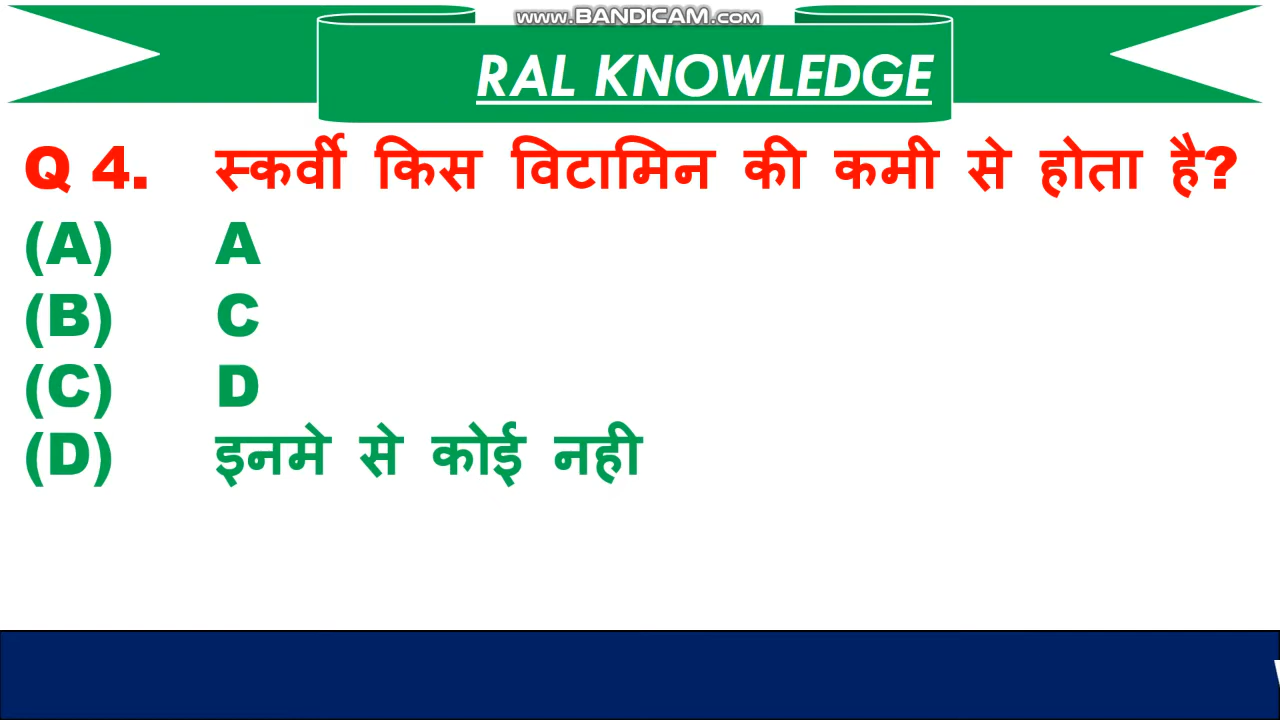 WWW.BANDICAM.COM
RAL KNOWLEDGE
Q 4. स्कर्वी किस विटामिन की कमी से होता है?
(A) A
(B) C
(C) D
(D) इनमे से कोई नही